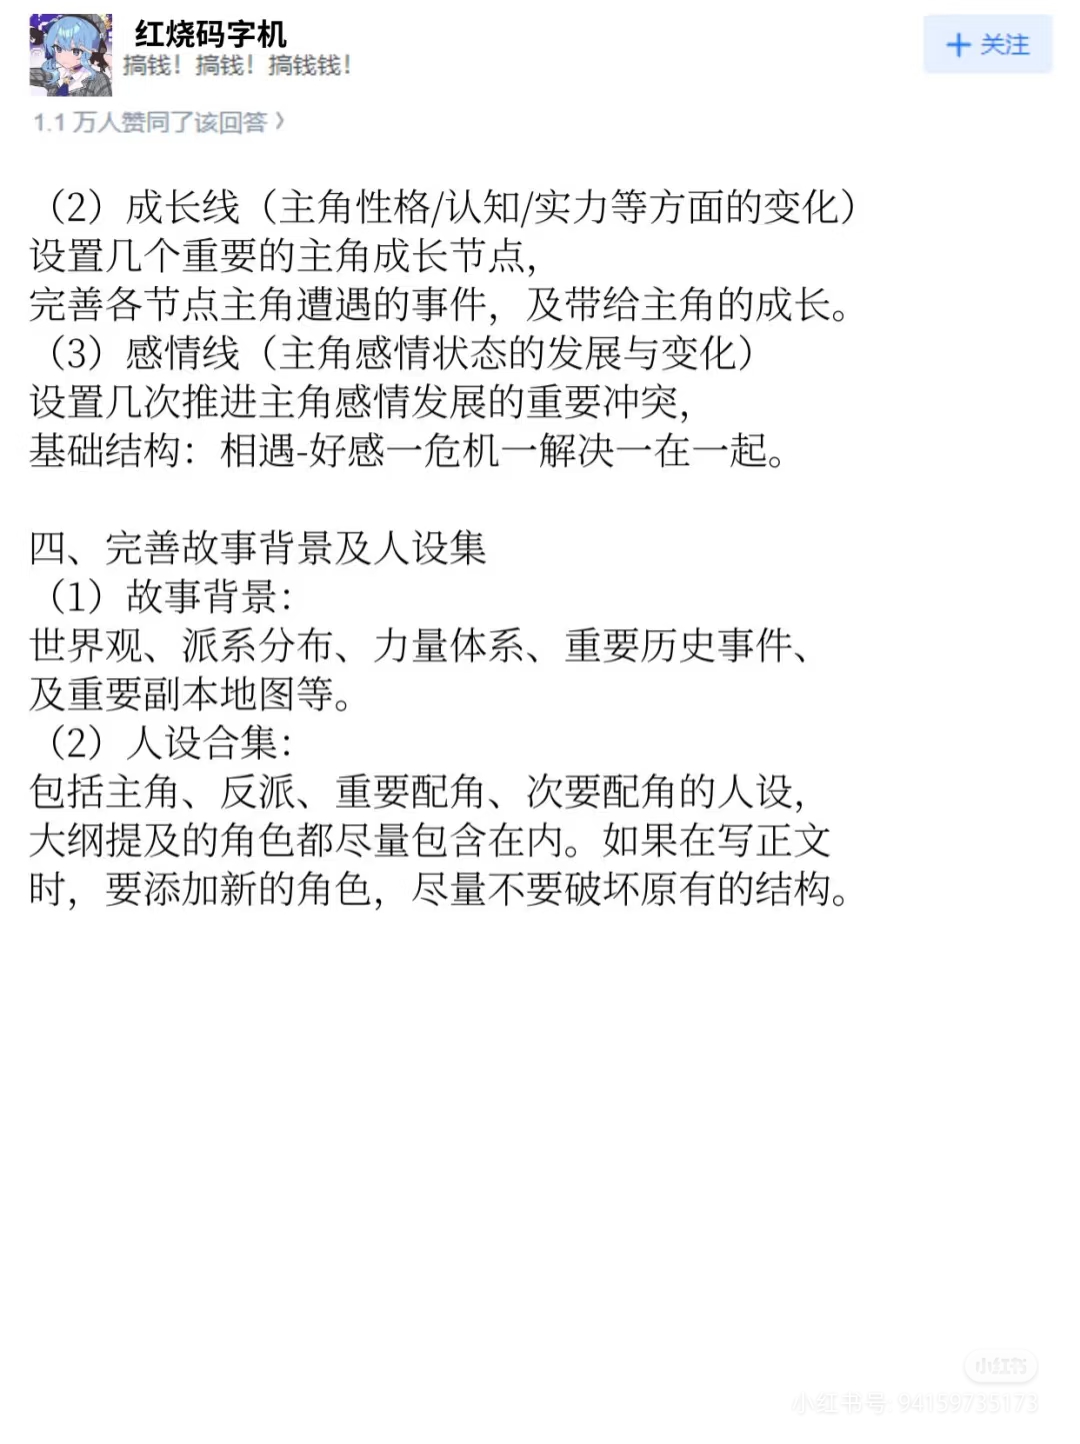 红烧码字机
搞钱！搞钱！搞钱钱！
+ 关注
1.1 万人赞同了该回答 >
（2）成长线（主角性格/认知/实力等方面的变化）
设置几个重要的主角成长节点，
完善各节点主角遭遇的事件，及带给主角的成长。
（3）感情线（主角感情状态的发展与变化）
设置几次推进主角感情发展的重要冲突，
基础结构：相遇-好感一危机一解决一在一起。
四、完善故事背景及人设集
（1）故事背景：
世界观、派系分布、力量体系、重要历史事件、
及重要副本地图等。
（2）人设合集：
包括主角、反派、重要配角、次要配角的人设，
大纲提及的角色都尽量包含在内。如果在写正文
时，要添加新的角色，尽量不要破坏原有的结构。
小红书
小红书号: 94159735173